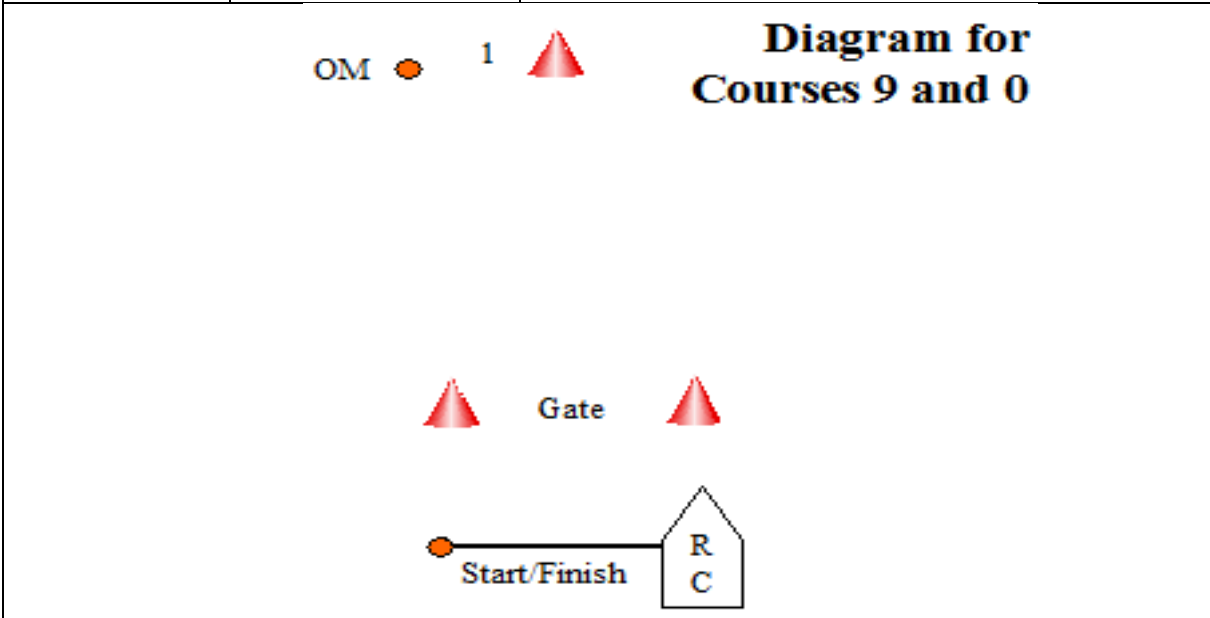 Diagram for
Courses 9 and 0
OM
1
Gate
Start/Finish
R
C